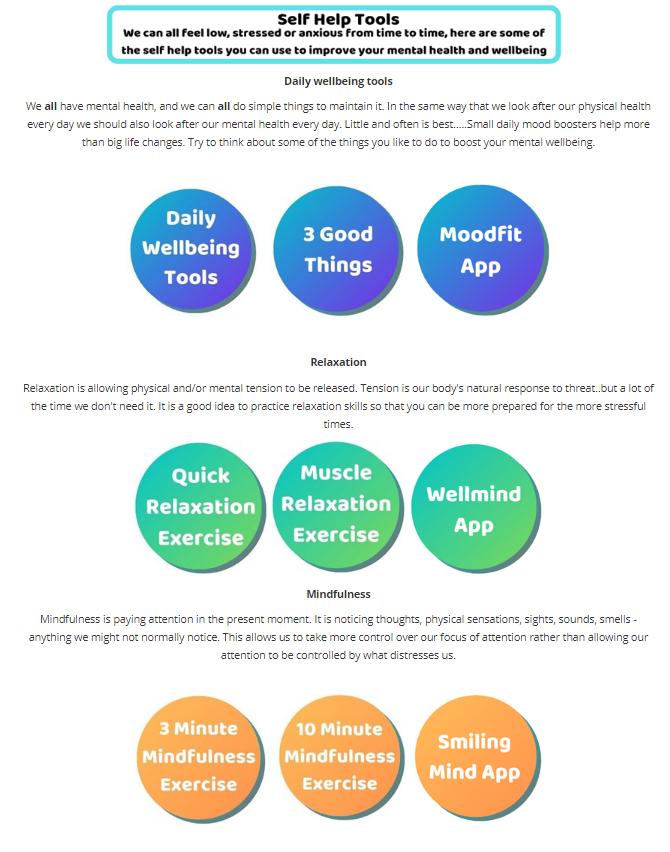 Self Help Tools
We can all feel low, stressed or anxious from time to time, here are some of
the self help tools you can use to improve your mental health and wellbeing
Daily wellbeing tools
We all have mental health, and we can all do simple things to maintain it. In the same way that we look after our physical health
every day we should also look after our mental health every day. Little and often is best.....Small daily mood boosters help more
than big life changes. Try to think about some of the things you like to do to boost your mental wellbeing.
Daily
Wellbeing
Tools
3 Good
Things
Moodfit
App
Relaxation
Relaxation is allowing physical and/or mental tension to be released. Tension is our body's natural response to threat..but a lot of
the time we don't need it. It is a good idea to practice relaxation skills so that you can be more prepared for the more stressful
times.
Quick
Relaxation
Exercise
Muscle
Relaxation
Exercise
Wellmind
App
Mindfulness
Mindfulness is paying attention in the present moment. It is noticing thoughts, physical sensations, sights, sounds, smells -
anything we might not normally notice. This allows us to take more control over our focus of attention rather than allowing our
attention to be controlled by what distresses us.
3 Minute
Mindfulness
Exercise
10 Minute
Mindfulness
Exercise
Smiling
Mind App